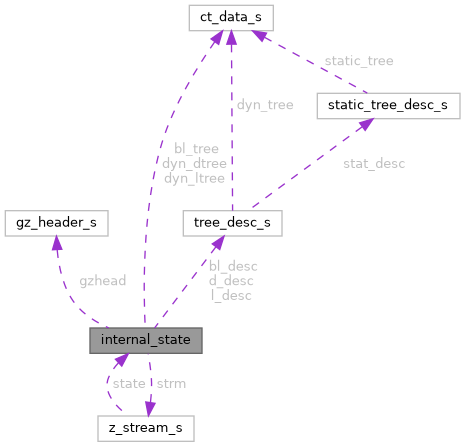 ct_data_s
static_tree
dyn_tree
static_tree_desc_s
bl_tree
dyn_dtree
dyn_ltree
stat_desc
gz_header_s
tree_desc_s
gzhead
bl_desc
d_desc
l_desc
internal_state
state
strm
z_stream_s